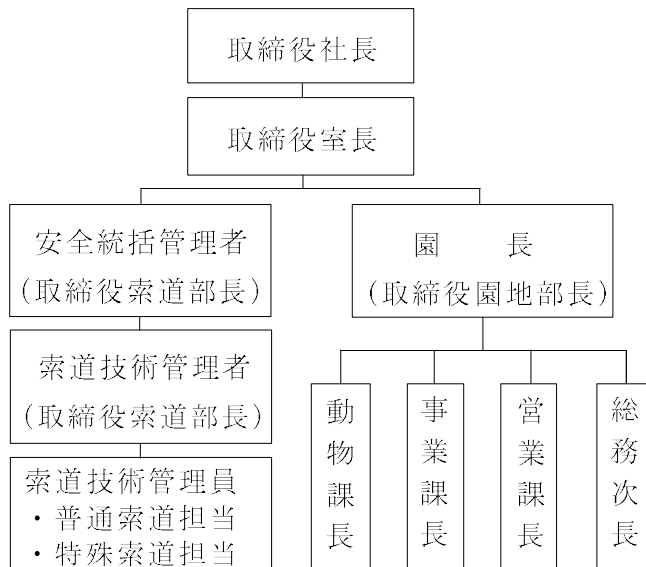 取締役社長
取締役室長
安全統括管理者
(取締役索道部長)
園　　長
(取締役園地部長)
索道技術管理者
(取締役索道部長)
索道技術管理員
・普通索道担当
・特殊索道担当
動物課長
事業課長
営業課長
総務次長